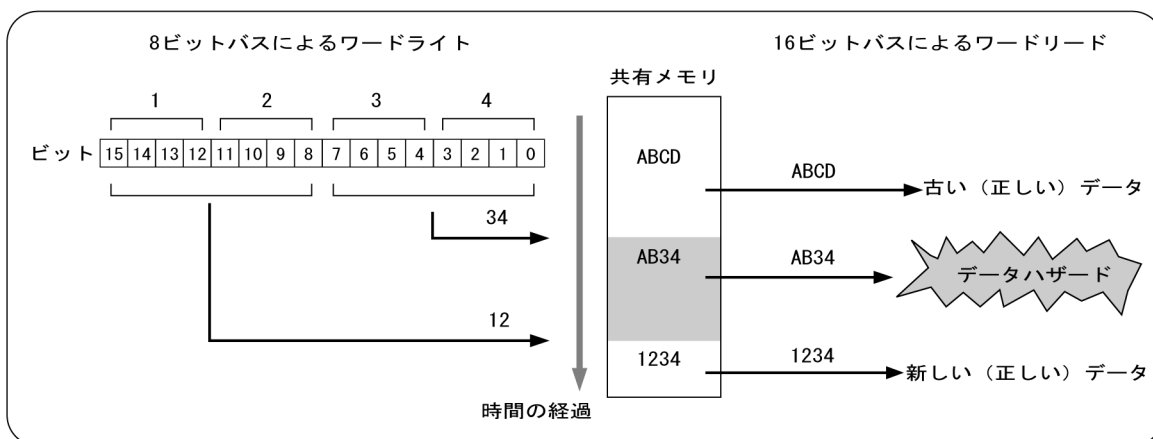 8ビットバスによるワードライト
16ビットバスによるワードリード
共有メモリ
1 2 3 4
ビット 15 14 13 12 11 10 9 8 7 6 5 4 3 2 1 0
ABCD
ABCD
古い（正しい）データ
34
AB34
AB34
データハザード
12
1234
1234
新しい（正しい）データ
時間の経過